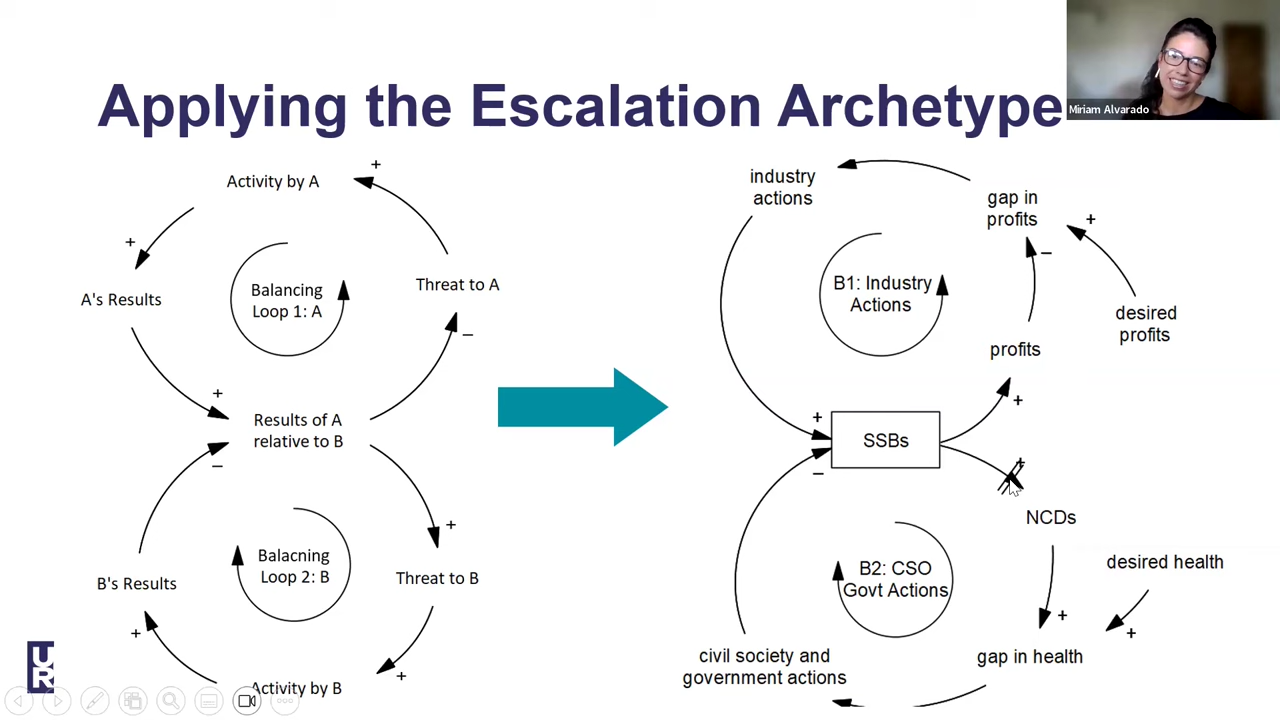 Applying the Escalation Archetype
Miriam Alvarado
+
Activity by A
+
A's Results
Balancing
Loop 1: A
Threat to A
–
+
Results of A
relative to B
–
+
B's Results
Balacning
Loop 2: B
Threat to B
+
Activity by B
+
industry
actions
gap in
profits
+
–
B1: Industry
Actions
desired
profits
profits
+
+
SSBs
–
+
NCDs
B2: CSO
Govt Actions
desired health
+
+
civil society and
government actions
gap in health
UR